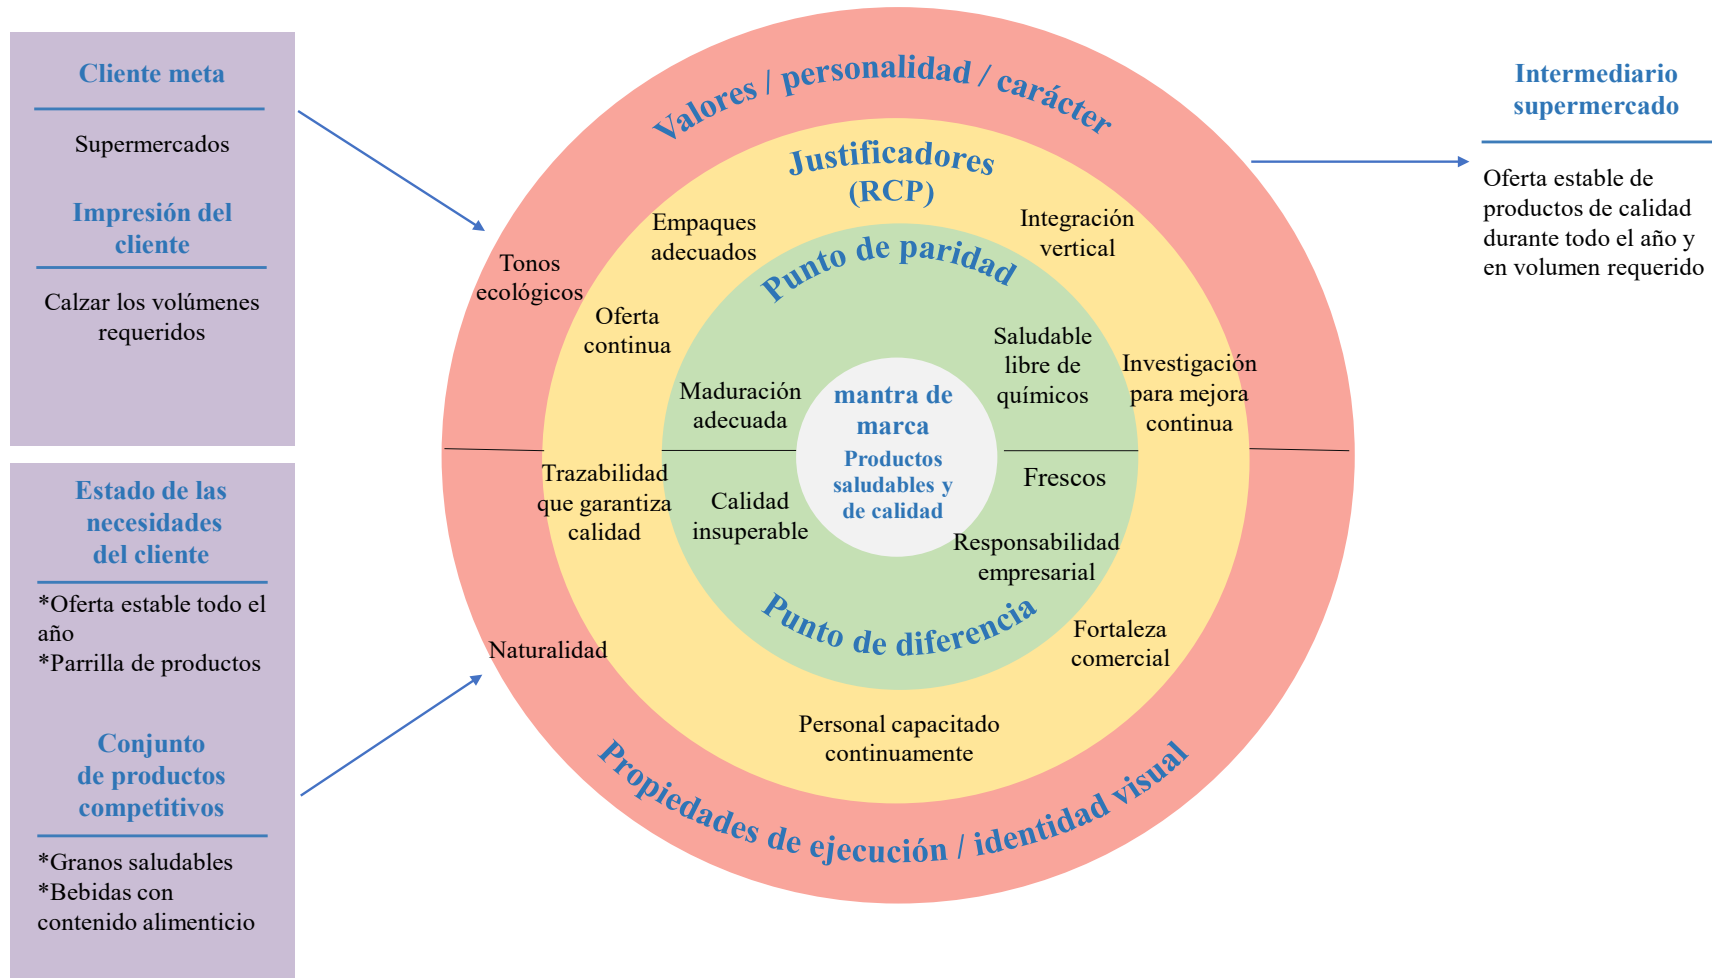 Cliente meta
Supermercados
Impresión del
cliente
Calzar los volúmenes
requeridos
Estado de las
necesidades
del cliente
*Oferta estable todo el
año
*Parrilla de productos
Conjunto
de productos
competitivos
*Granos saludables
*Bebidas con
contenido alimenticio
Valores / personalidad / carácter
Tonos
ecológicos
Justificadores
(RCP)
Empaques
adecuados
Integración
vertical
Oferta
continua
Investigación
para mejora
continua
Punto de paridad
Saludable
libre de
químicos
Maduración
adecuada
mantra de
marca
Productos
saludables y
de calidad
Trazabilidad
que garantiza
calidad
Calidad
insuperable
Frescos
Responsabilidad
empresarial
Punto de diferencia
Fortaleza
comercial
Naturalidad
Personal capacitado
continuamente
Propiedades de ejecución / identidad visual
Intermediario
supermercado
Oferta estable de
productos de calidad
durante todo el año y
en volumen requerido